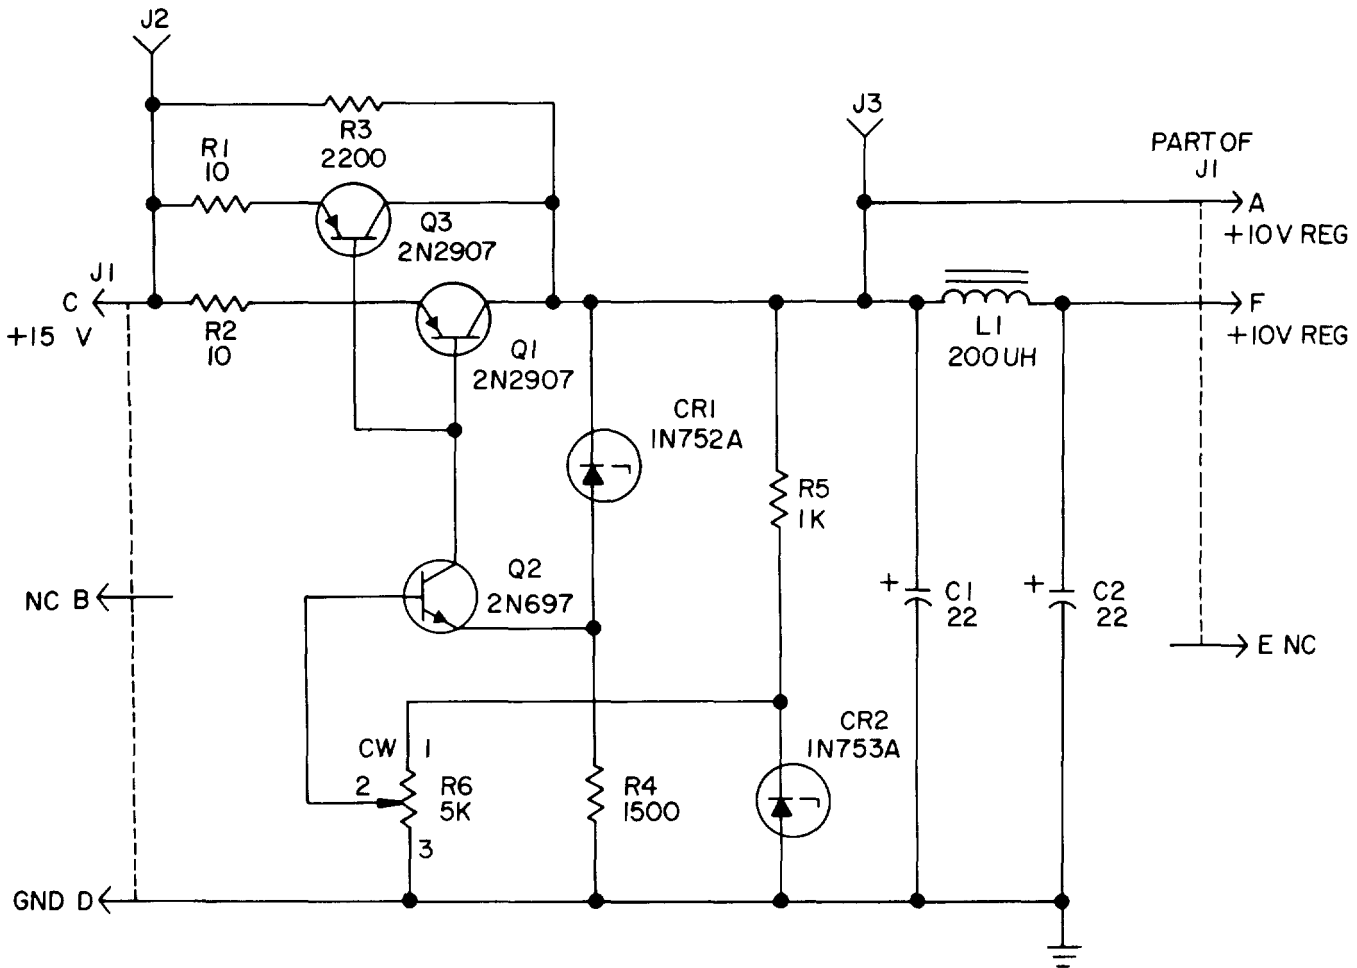 J2
R3
2200
R1
10
Q3
2N2907
J1
C
+15 V
R2
10
Q1
2N2907
J3
PART OF
J1
A
+10V REG
F
+10V REG
L1
200UH
CR1
1N752A
R5
1K
Q2
2N697
NC B
+
C1
22
+
C2
22
E NC
CW 1
2
R6
5K
3
R4
1500
CR2
1N753A
GND D